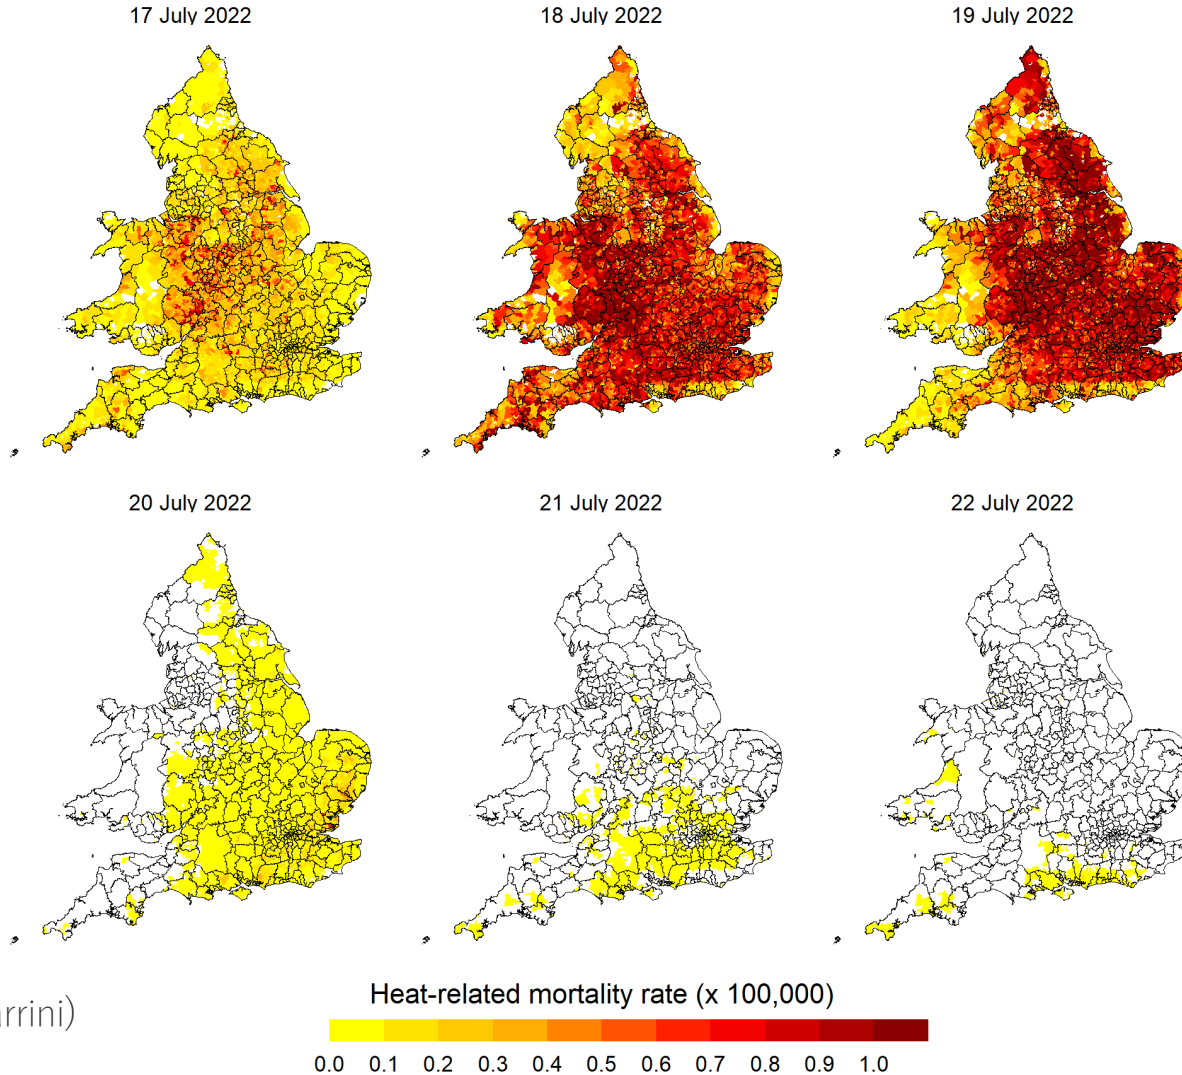 17 July 2022
18 July 2022
19 July 2022
20 July 2022
21 July 2022
22 July 2022
arrini)
Heat-related mortality rate (x 100,000)
0.0 0.1 0.2 0.3 0.4 0.5 0.6 0.7 0.8 0.9 1.0